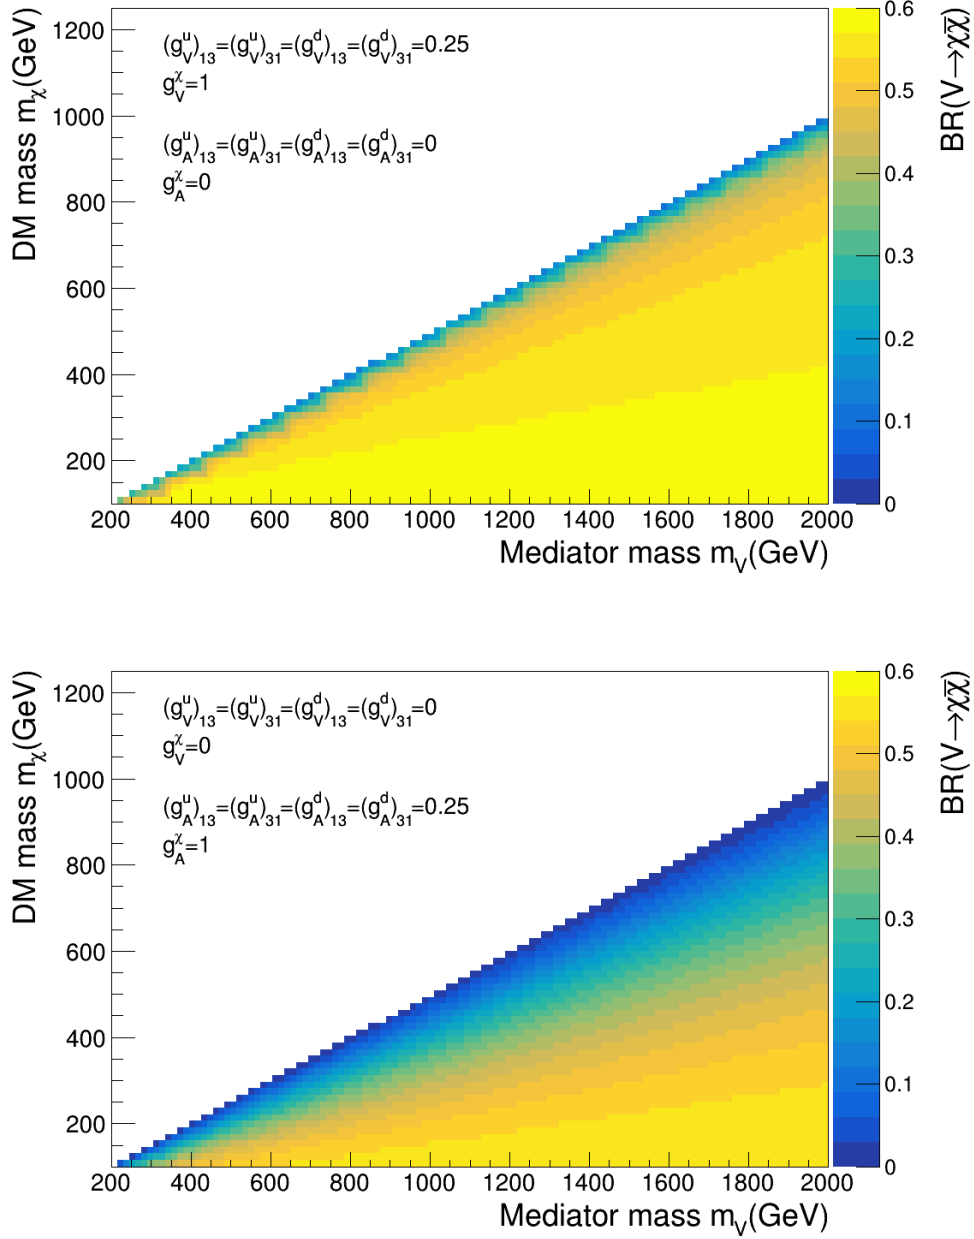 (g^u_V)_13=(g^u_V)_31=(g^d_V)_13=(g^d_V)_31=0.25
g^χ_V=1
(g^u_A)_13=(g^u_A)_31=(g^d_A)_13=(g^d_A)_31=0
g^χ_A=0
DM mass m_χ(GeV)
1200
1000
800
600
400
200
200 400 600 800 1000 1200 1400 1600 1800 2000
Mediator mass m_V(GeV)
0.6
0.5
0.4
0.3
0.2
0.1
0
BR(V→χχ̅)
(g^u_V)_13=(g^u_V)_31=(g^d_V)_13=(g^d_V)_31=0
g^χ_V=0
(g^u_A)_13=(g^u_A)_31=(g^d_A)_13=(g^d_A)_31=0.25
g^χ_A=1
DM mass m_χ(GeV)
1200
1000
800
600
400
200
200 400 600 800 1000 1200 1400 1600 1800 2000
Mediator mass m_V(GeV)
0.6
0.5
0.4
0.3
0.2
0.1
0
BR(V→χχ̅)